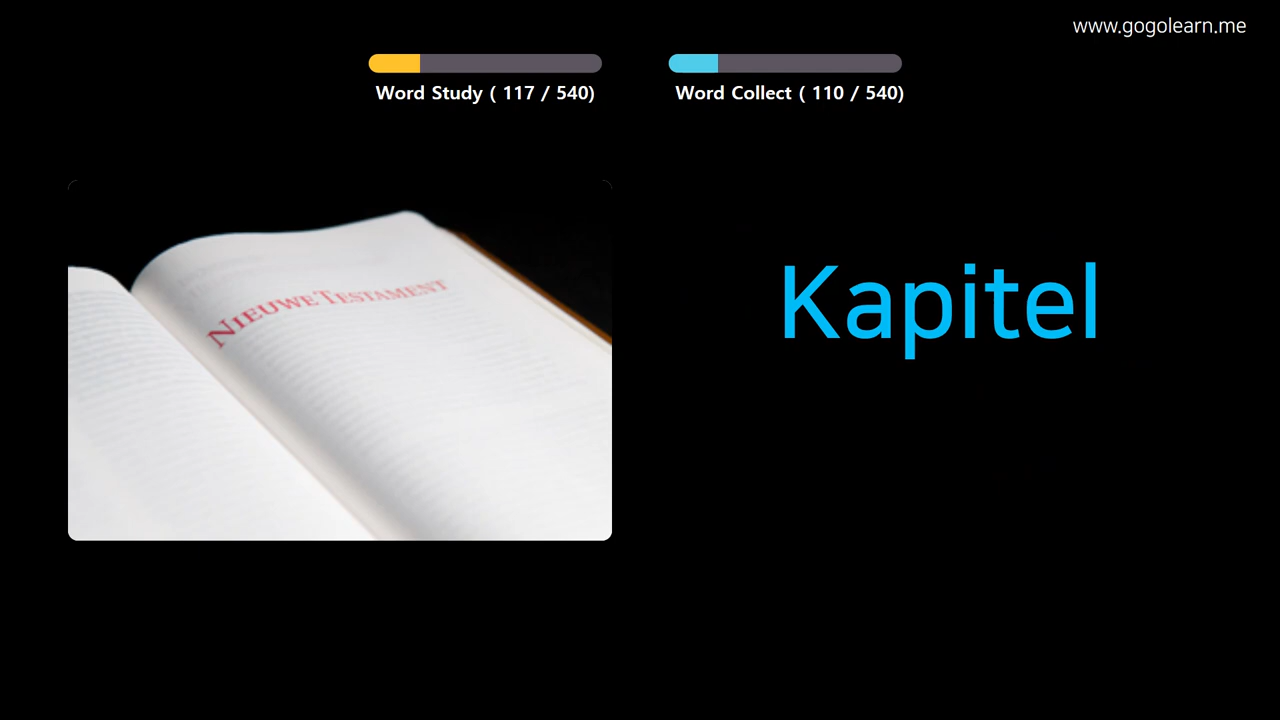 www.gogolearn.me
Word Study ( 117 / 540)
Word Collect ( 110 / 540)
NIEUWE TESTAMENT
Kapitel